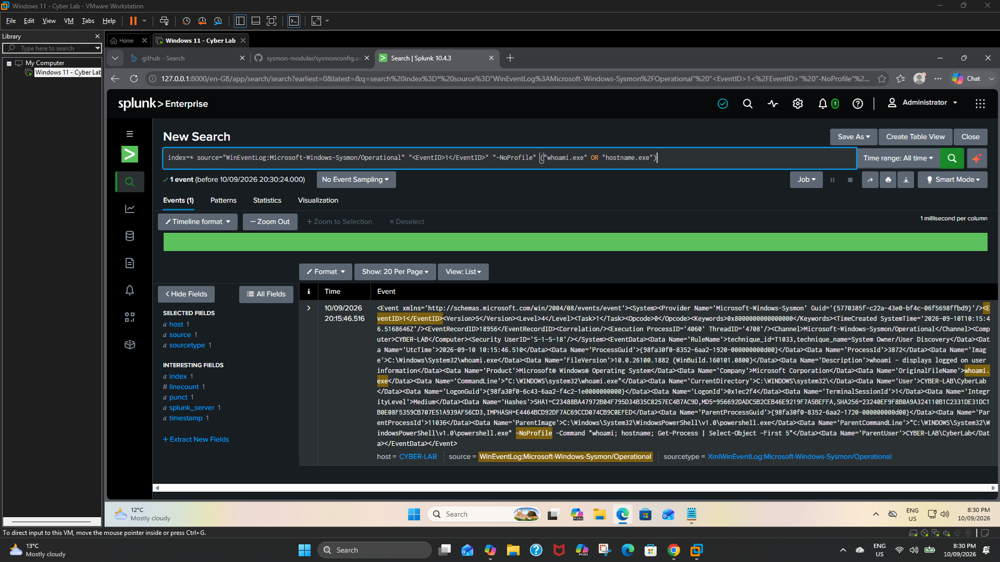 Windows 11 - Cyber Lab - VMware Workstation
File Edit View VM Tabs Help
Library
Type here to search
My Computer
Windows 11 - Cyber Lab
Home
Windows 11 - Cyber Lab
github - Search
sysmon-modular/sysmonconfig.xm
Search | Splunk 10.4.3
127.0.0.1:8000/en-GB/app/search/search?earliest=0&latest=&q=search%20index%3D*%20source%3D"WinEventLog%3AMicrosoft-Windows-Sysmon%2FOperational"%20"<EventID>1<%2FEventID>"%20"-NoProfile"%2...
Chat
splunk>Enterprise
1
Administrator
New Search
Save As
Create Table View
Close
index=* source="WinEventLog:Microsoft-Windows-Sysmon/Operational" "<EventID>1</EventID>" "-NoProfile" ("whoami.exe" OR "hostname.exe")
Time range: All time
1 event (before 10/09/2026 20:30:24.000)
No Event Sampling
Job
Smart Mode
Events (1)
Patterns
Statistics
Visualization
Timeline format
Zoom Out
+ Zoom to Selection
Deselect
1 millisecond per column
Format
Show: 20 Per Page
View: List
Hide Fields
All Fields
i
Time
Event
SELECTED FIELDS
a host 1
a source 1
a sourcetype 1
INTERESTING FIELDS
a index 1
# linecount 1
a punct 1
a splunk_server 1
a timestamp 1
+ Extract New Fields
10/09/2026
20:15:46.516
<Event xmlns='http://schemas.microsoft.com/win/2004/08/events/event'><System><Provider Name='Microsoft-Windows-Sysmon' Guid='{5770385f-c22a-43e0-bf4c-06f5698ffbd9}'/><E
ventID>1</EventID><Version>5</Version><Level>4</Level><Task>1</Task><Opcode>0</Opcode><Keywords>0x8000000000000000</Keywords><TimeCreated SystemTime='2026-09-10T10:15:4
6.5168646Z'/><EventRecordID>18956</EventRecordID><Correlation/><Execution ProcessID='4060' ThreadID='4708'/><Channel>Microsoft-Windows-Sysmon/Operational</Channel><Comp
uter>CYBER-LAB</Computer><Security UserID='S-1-5-18'/></System><EventData><Data Name='RuleName'>technique_id=T1033,technique_name=System Owner/User Discovery</Data><Dat
a Name='UtcTime'>2026-09-10 10:15:46.510</Data><Data Name='ProcessGuid'>{98fa30f0-8352-6aa2-1920-000000000d00}</Data><Data Name='ProcessId'>3872</Data><Data Name='Imag
e'>C:\Windows\System32\whoami.exe</Data><Data Name='FileVersion'>10.0.26100.1882 (WinBuild.160101.0800)</Data><Data Name='Description'>whoami - displays logged on user
information</Data><Data Name='Product'>Microsoft® Windows® Operating System</Data><Data Name='Company'>Microsoft Corporation</Data><Data Name='OriginalFileName'>whoami.
exe</Data><Data Name='CommandLine'>"C:\WINDOWS\system32\whoami.exe"</Data><Data Name='CurrentDirectory'>C:\WINDOWS\system32\</Data><Data Name='User'>CYBER-LAB\CyberLab
</Data><Data Name='LogonGuid'>{98fa30f0-6c43-6aa2-f4c2-1e0000000000}</Data><Data Name='LogonId'>0x1ec2f4</Data><Data Name='TerminalSessionId'>1</Data><Data Name='Integr
ityLevel'>Medium</Data><Data Name='Hashes'>SHA1=C23488BA47972B04F795D34B35C8257EC4B7AC9D,MD5=956692DADC5B2CEB46E9219F7A5BEFFA,SHA256=23240EF9F8B0A9A324110B1C2331DE31DC1
B0E08F5359CB707E51A939AF56CD3,IMPHASH=E4464BCD92DF7AC69CCD074CB9C0EFED</Data><Data Name='ParentProcessGuid'>{98fa30f0-8352-6aa2-1720-000000000d00}</Data><Data Name='Par
entProcessId'>11036</Data><Data Name='ParentImage'>C:\Windows\System32\WindowsPowerShell\v1.0\powershell.exe</Data><Data Name='ParentCommandLine'>"C:\WINDOWS\System32\W
indowsPowerShell\v1.0\powershell.exe" -NoProfile -Command "whoami; hostname; Get-Process | Select-Object -First 5"</Data><Data Name='ParentUser'>CYBER-LAB\CyberLab</Dat
a></EventData></Event>
host = CYBER-LAB source = WinEventLog:Microsoft-Windows-Sysmon/Operational sourcetype = XmlWinEventLog:Microsoft-Windows-Sysmon/Operational
12°C
Mostly cloudy
Search
M365
ENG
US
8:30 PM
10/09/2026
To direct input to this VM, move the mouse pointer inside or press Ctrl+G.
13°C
Mostly cloudy
Search
M365
ENG
US
8:30 PM
10/09/2026